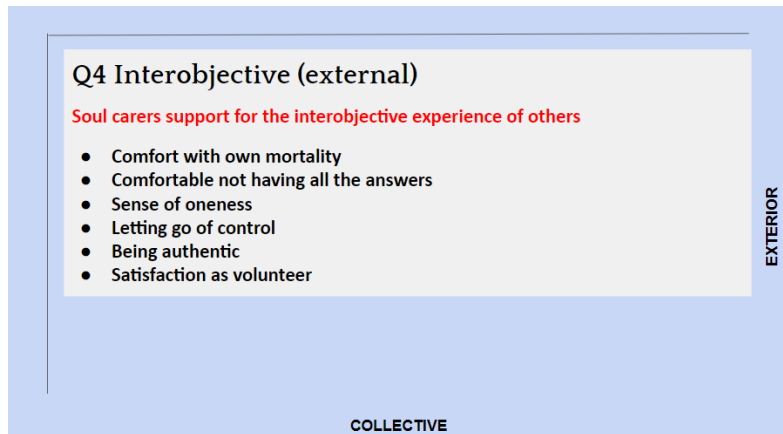 Q4 Interobjective (external)
Soul carers support for the interobjective experience of others
● Comfort with own mortality
● Comfortable not having all the answers
● Sense of oneness
● Letting go of control
● Being authentic
● Satisfaction as volunteer
EXTERIOR
COLLECTIVE